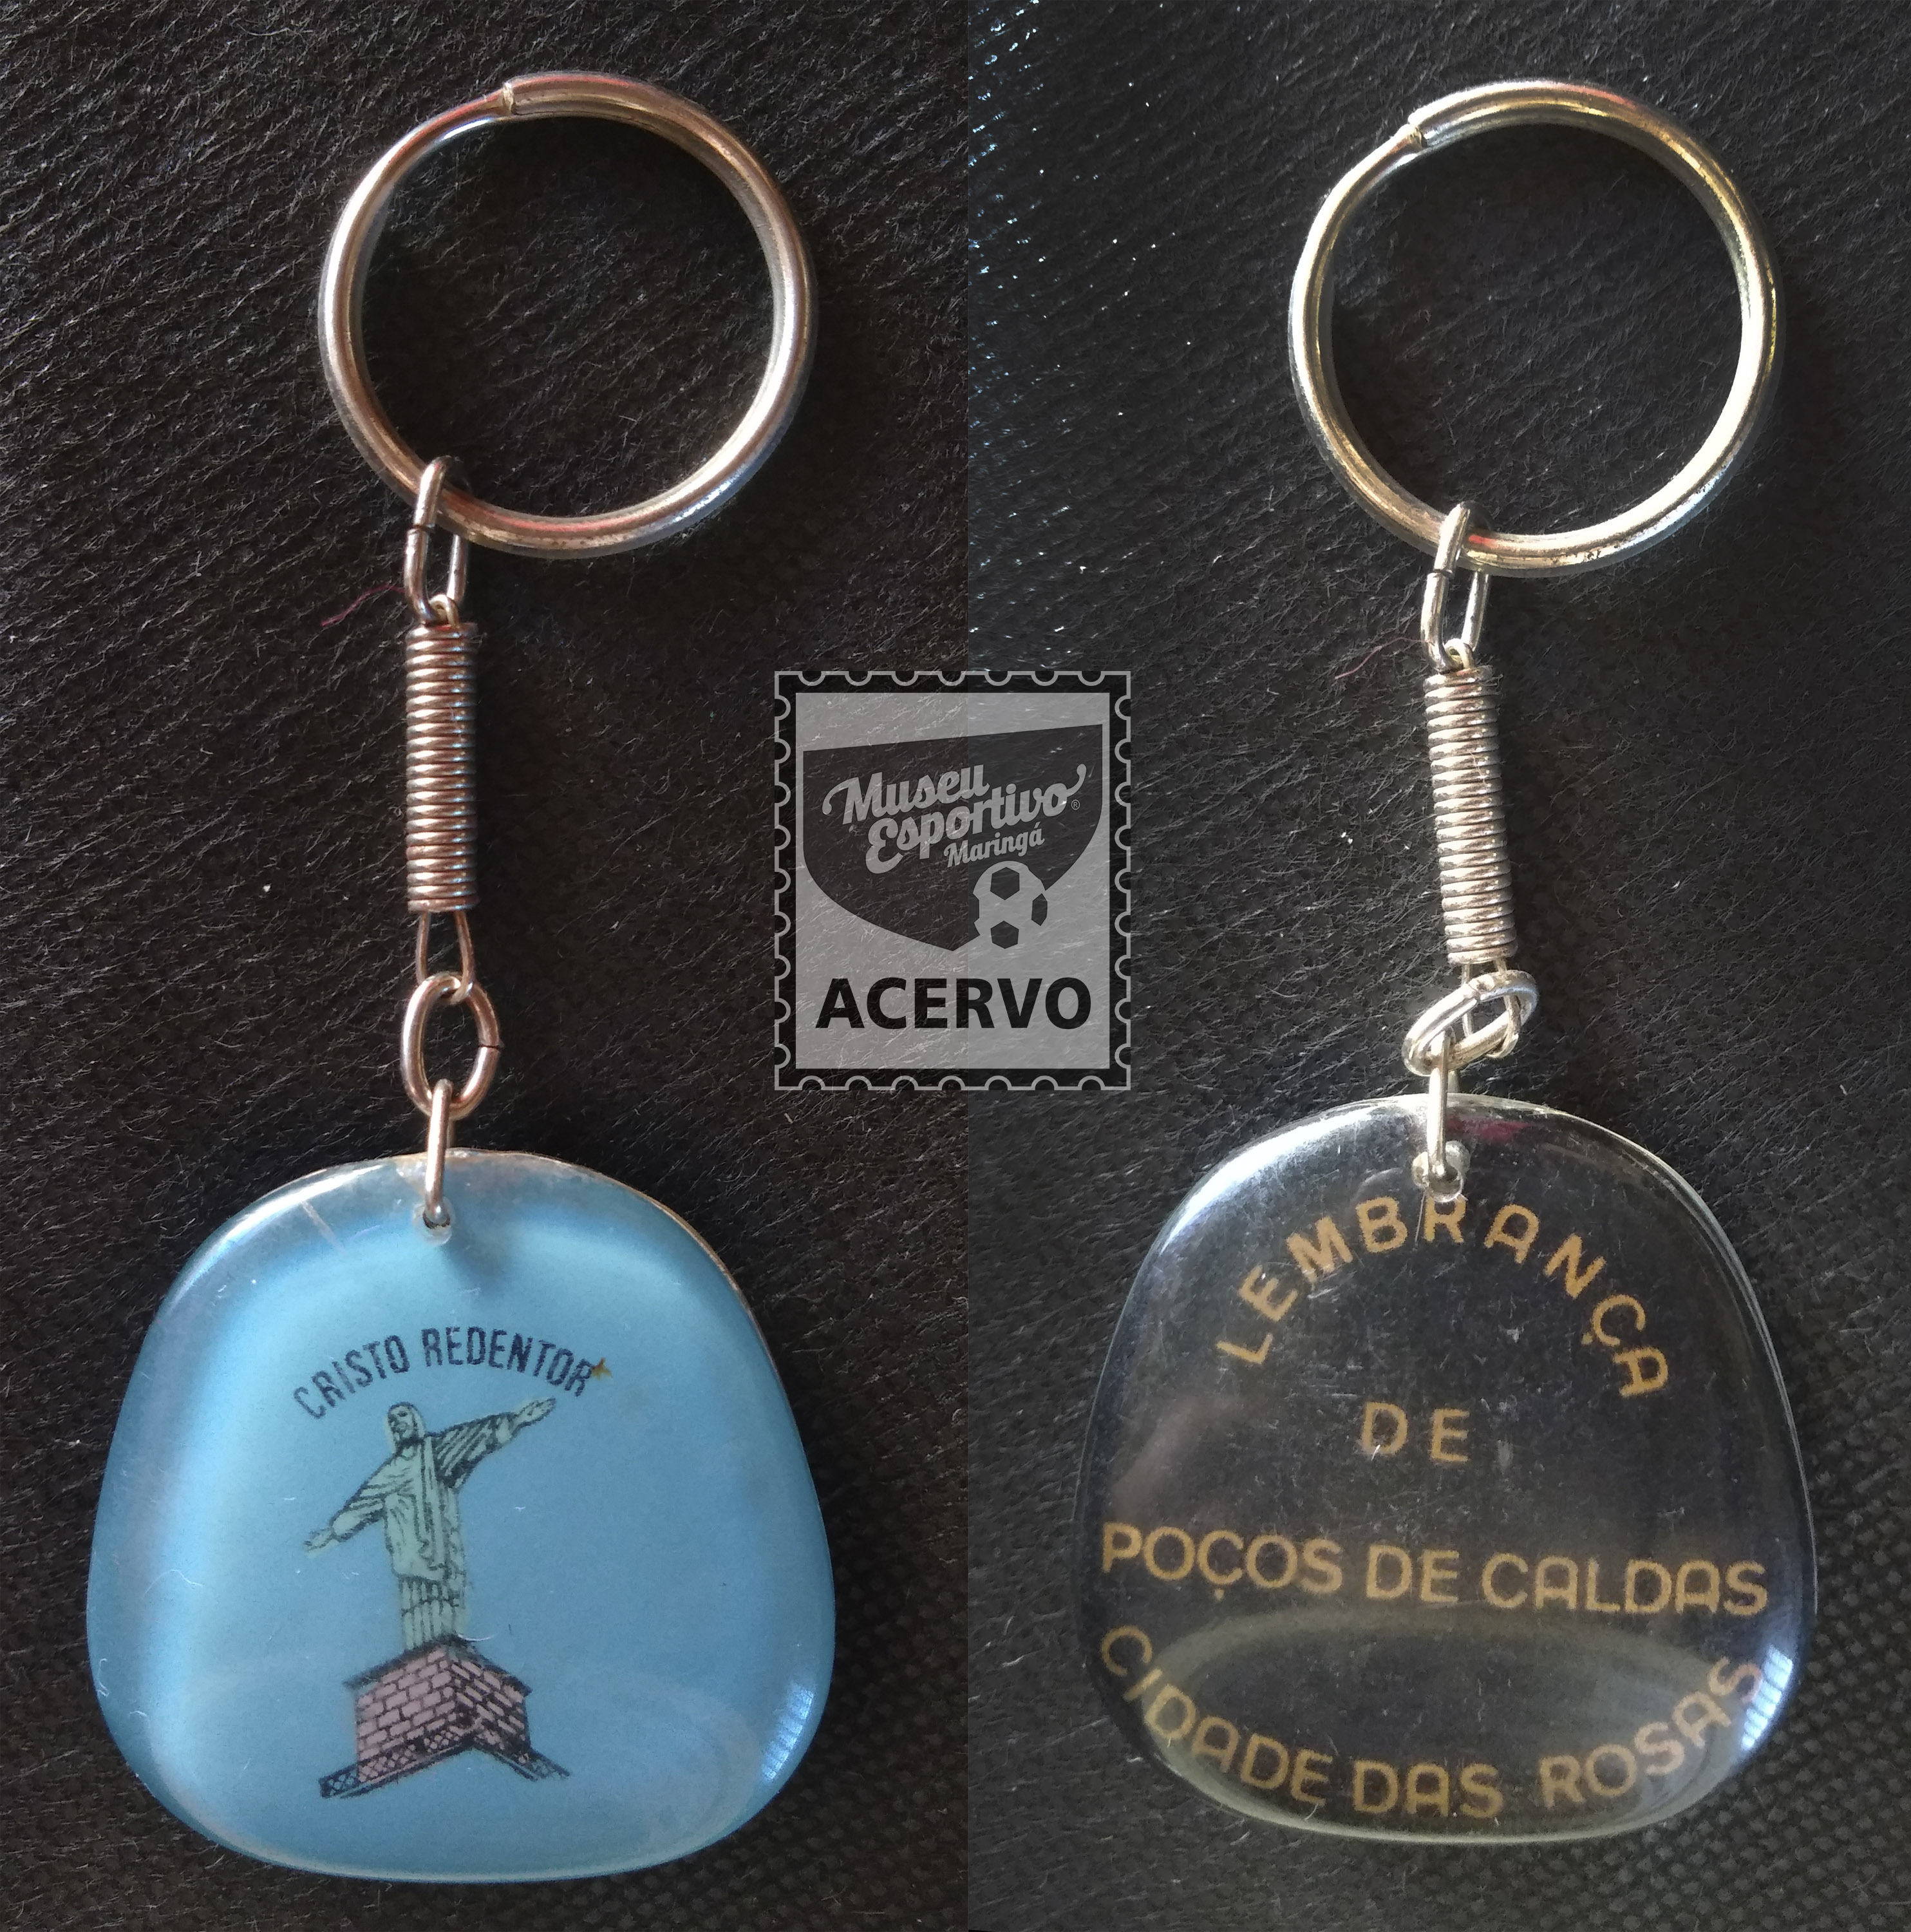 CRISTO REDENTOR
Museu
Esportivo®
Maringá
ACERVO
LEMBRANÇA
DE
POÇOS DE CALDAS
CIDADE DAS ROSAS